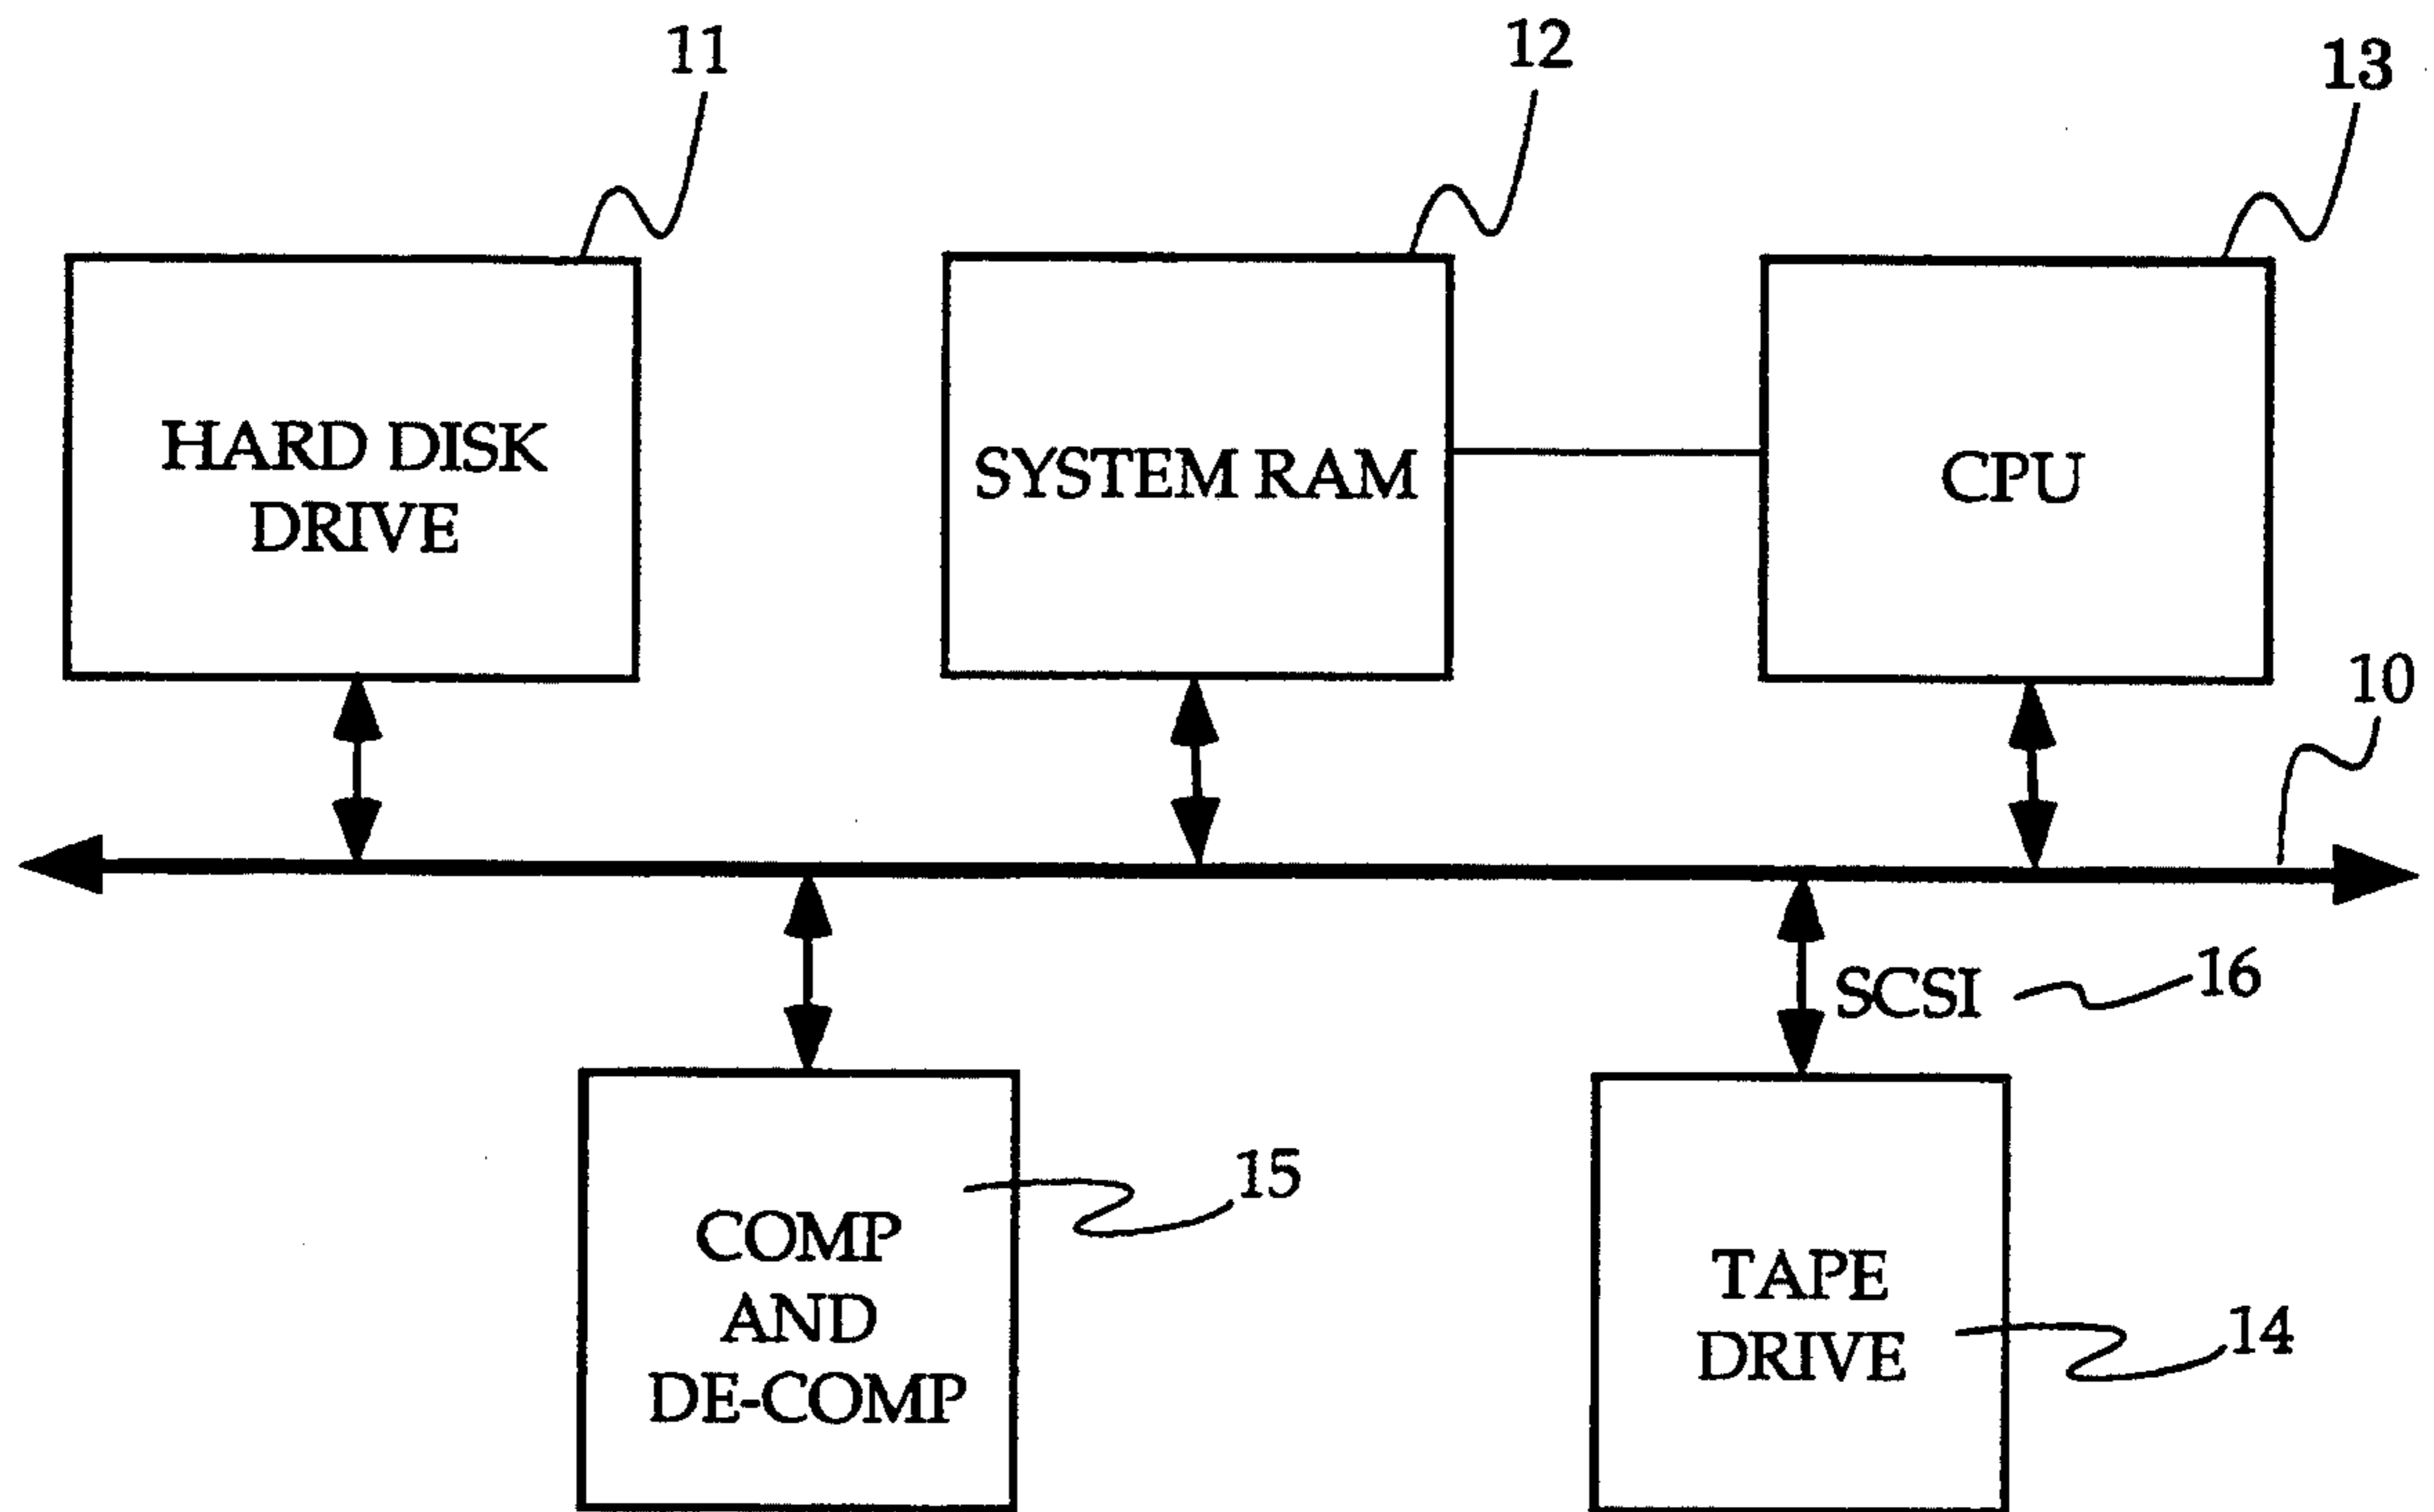 11
12
13
HARD DISK
DRIVE
SYSTEM RAM
CPU
10
SCSI
16
15
COMP
AND
DE-COMP
TAPE
DRIVE
14